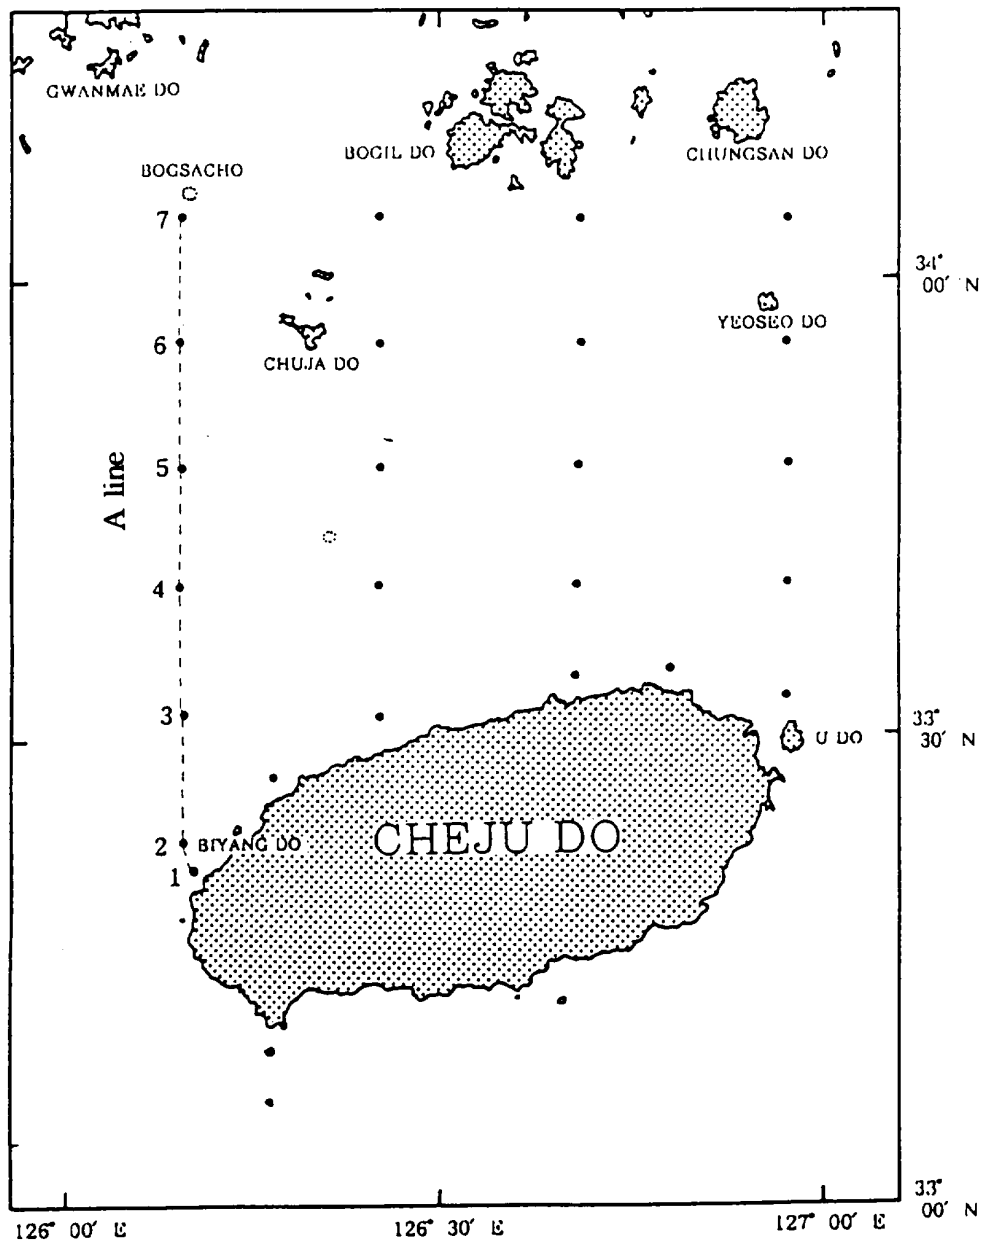 GWANMAE DO
BOGIL DO
CHUNGSAN DO
BOGSACHO
7
34°
00' N
YEOSEO DO
6
CHUJA DO
A line
5
4
3
33°
30' N
U DO
CHEJU DO
2
BIYANG DO
1
33°
00' N
126° 00' E
126° 30' E
127° 00' E